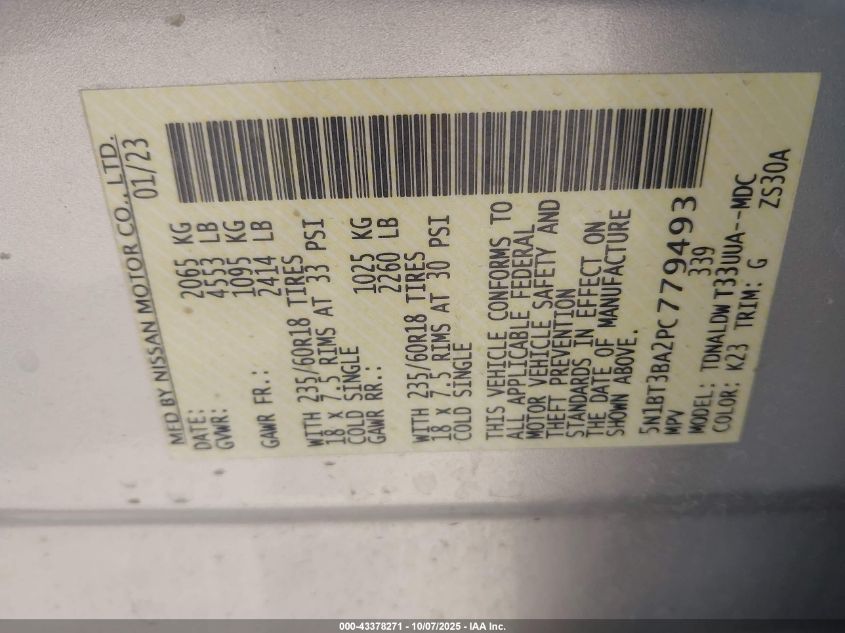 MFD BY NISSAN MOTOR CO., LTD.
DATE: 01/23
GVWR: 2065 KG
4553 LB
GAWR FR.: 1095 KG
2414 LB
WITH 235/60R18 TIRES
18 X 7.5 RIMS AT 33 PSI
COLD SINGLE
GAWR RR.: 1025 KG
2260 LB
WITH 235/60R18 TIRES
18 X 7.5 RIMS AT 30 PSI
COLD SINGLE
THIS VEHICLE CONFORMS TO
ALL APPLICABLE FEDERAL
MOTOR VEHICLE SAFETY AND
THEFT PREVENTION
STANDARDS IN EFFECT ON
THE DATE OF MANUFACTURE
SHOWN ABOVE.
5N1BT3BA2PC779493
MPV 339
MODEL: TDNALDWT33UUA--MDC
COLOR: K23 TRIM: G ZS30A
000-43378271 - 10/07/2025 - IAA Inc.